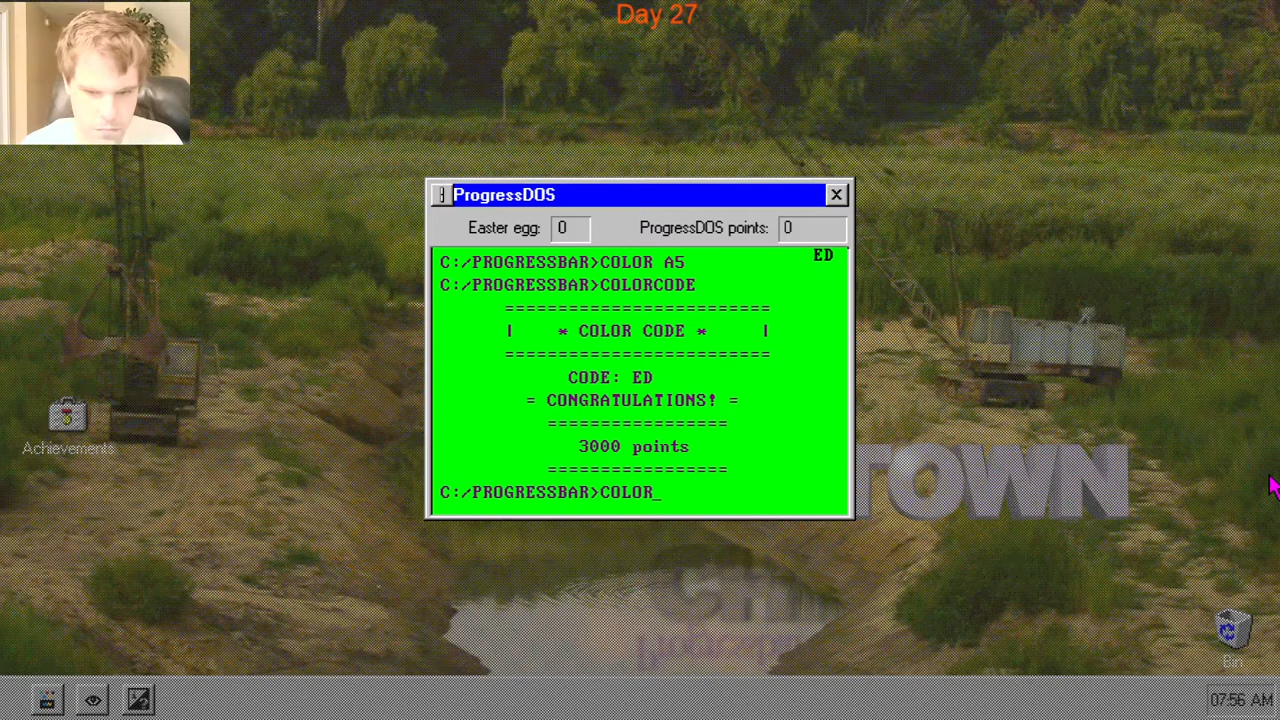 Day 27
ProgressDOS
Easter egg: 0 ProgressDOS points: 0
ED
C:/PROGRESSBAR>COLOR A5
C:/PROGRESSBAR>COLORCODE
=========================
| * COLOR CODE * |
=========================
CODE: ED
= CONGRATULATIONS! =
=================
3000 points
=================
C:/PROGRESSBAR>COLOR_
Achievements
TOWN
Bin
07:56 AM